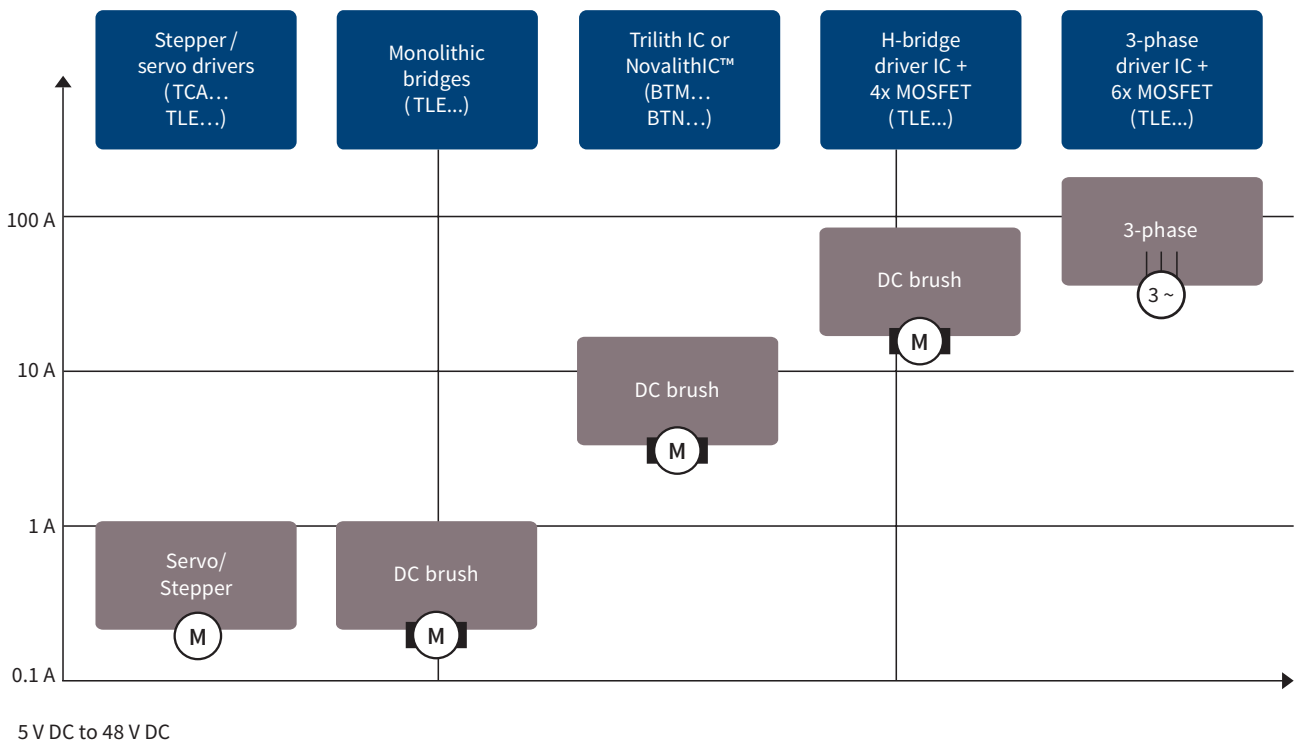 Stepper /
servo drivers
(TCA…
TLE…)
Monolithic
bridges
(TLE...)
Trilith IC or
NovalithIC™
(BTM…
BTN…)
H-bridge
driver IC +
4x MOSFET
(TLE...)
3-phase
driver IC +
6x MOSFET
(TLE...)
100 A
3-phase
3 ~
DC brush
M
10 A
DC brush
M
1 A
Servo/
Stepper
M
DC brush
M
0.1 A
5 V DC to 48 V DC